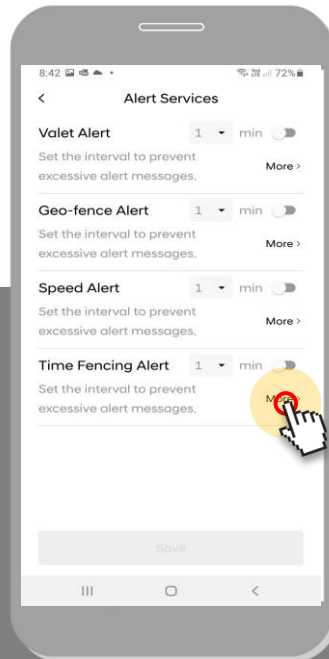 8:42 72%
< Alert Services
Valet Alert 1 min
Set the interval to prevent
excessive alert messages.
More >
Geo-fence Alert 1 min
Set the interval to prevent
excessive alert messages.
More >
Speed Alert 1 min
Set the interval to prevent
excessive alert messages.
More >
Time Fencing Alert 1 min
Set the interval to prevent
excessive alert messages.
More >
Save